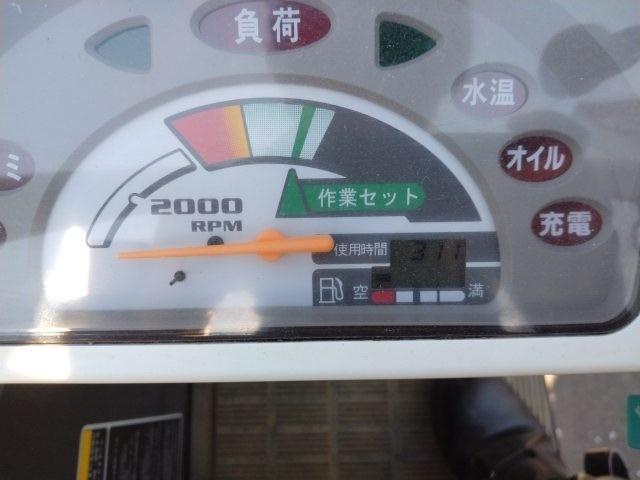 負荷
水温
オイル
ミ
充電
作業セット
2000
RPM
使用時間 311
空 満